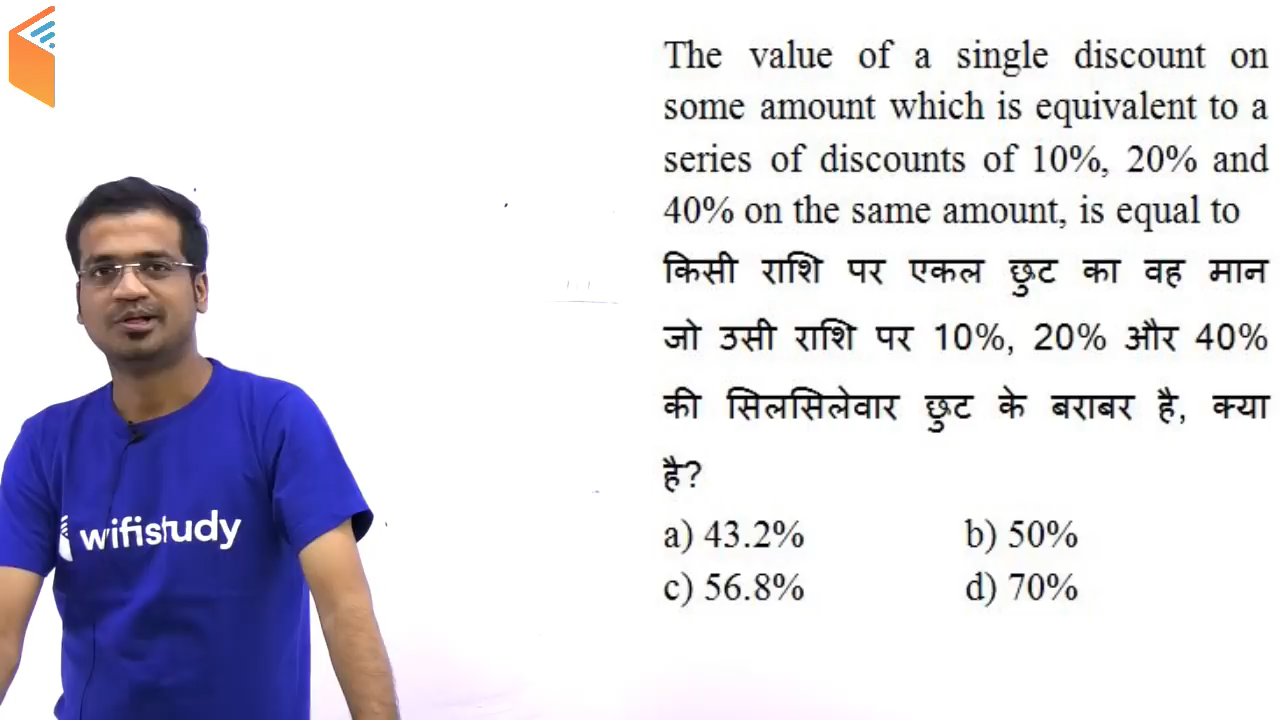 The value of a single discount on
some amount which is equivalent to a
series of discounts of 10%, 20% and
40% on the same amount, is equal to
किसी राशि पर एकल छुट का वह मान
जो उसी राशि पर 10%, 20% और 40%
की सिलसिलेवार छुट के बराबर है, क्या
है?
a) 43.2% b) 50%
c) 56.8% d) 70%
wifistudy